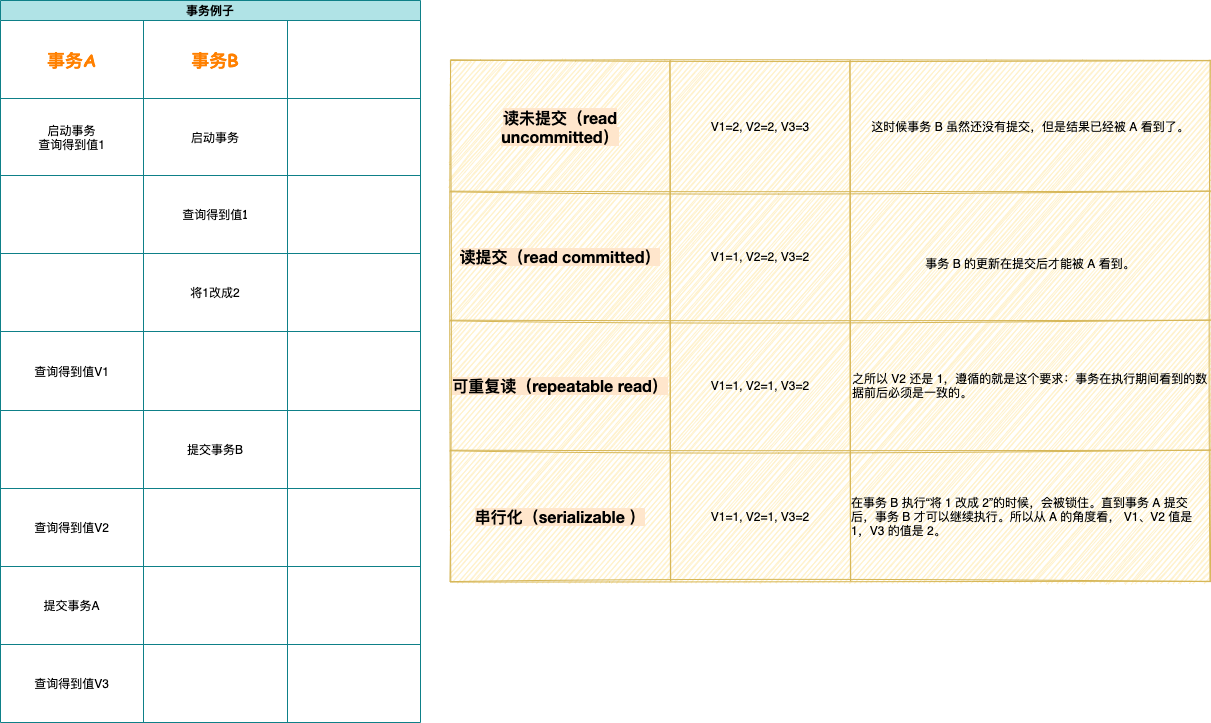 事务例子
事务A
事务B
启动事务
查询得到值1
启动事务
查询得到值1
将1改成2
查询得到值V1
提交事务B
查询得到值V2
提交事务A
查询得到值V3
读未提交（read
uncommitted）
V1=2, V2=2, V3=3
这时候事务 B 虽然还没有提交，但是结果已经被 A 看到了。
读提交（read committed）
V1=1, V2=2, V3=2
事务 B 的更新在提交后才能被 A 看到。
可重复读（repeatable read）
V1=1, V2=1, V3=2
之所以 V2 还是 1，遵循的就是这个要求：事务在执行期间看到的数
据前后必须是一致的。
串行化（serializable ）
V1=1, V2=1, V3=2
在事务 B 执行“将 1 改成 2”的时候，会被锁住。直到事务 A 提交
后，事务 B 才可以继续执行。所以从 A 的角度看， V1、V2 值是
1，V3 的值是 2。